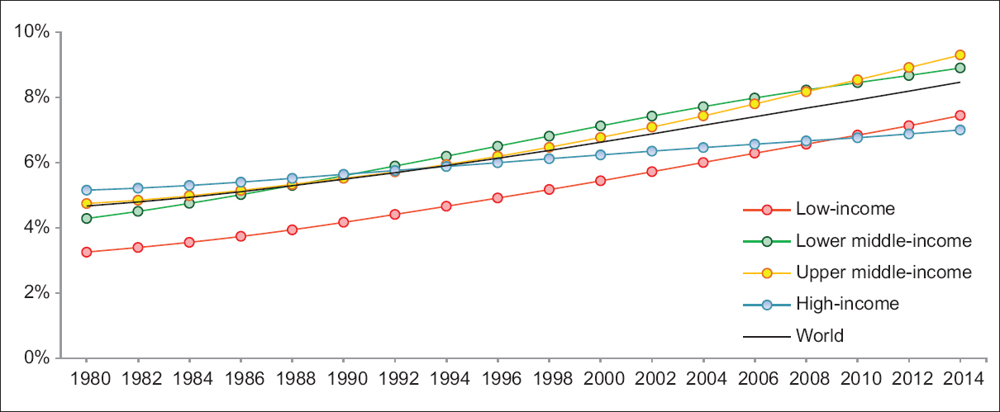 10%
8%
6%
4%
2%
0%
Low-income
Lower middle-income
Upper middle-income
High-income
World
1980 1982 1984 1986 1988 1990 1992 1994 1996 1998 2000 2002 2004 2006 2008 2010 2012 2014